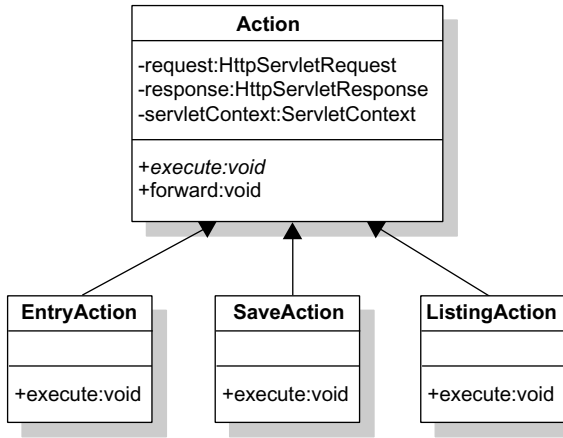 Action
-request:HttpServletRequest
-response:HttpServletResponse
-servletContext:ServletContext
+execute:void
+forward:void
EntryAction
SaveAction
ListingAction
+execute:void
+execute:void
+execute:void